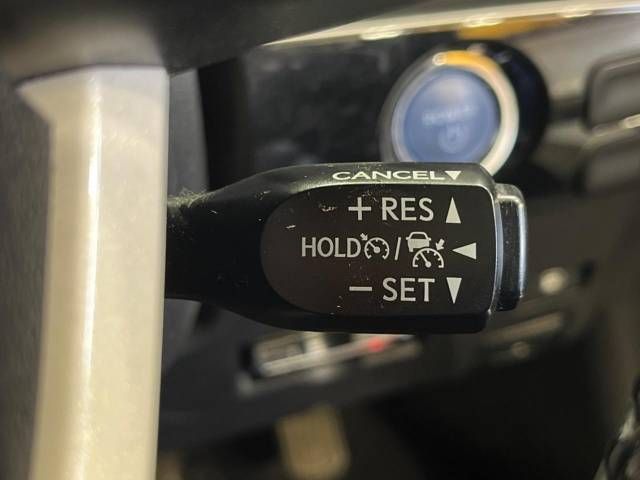 CANCEL▼
+ RES ▲
HOLD / ◀
− SET ▼